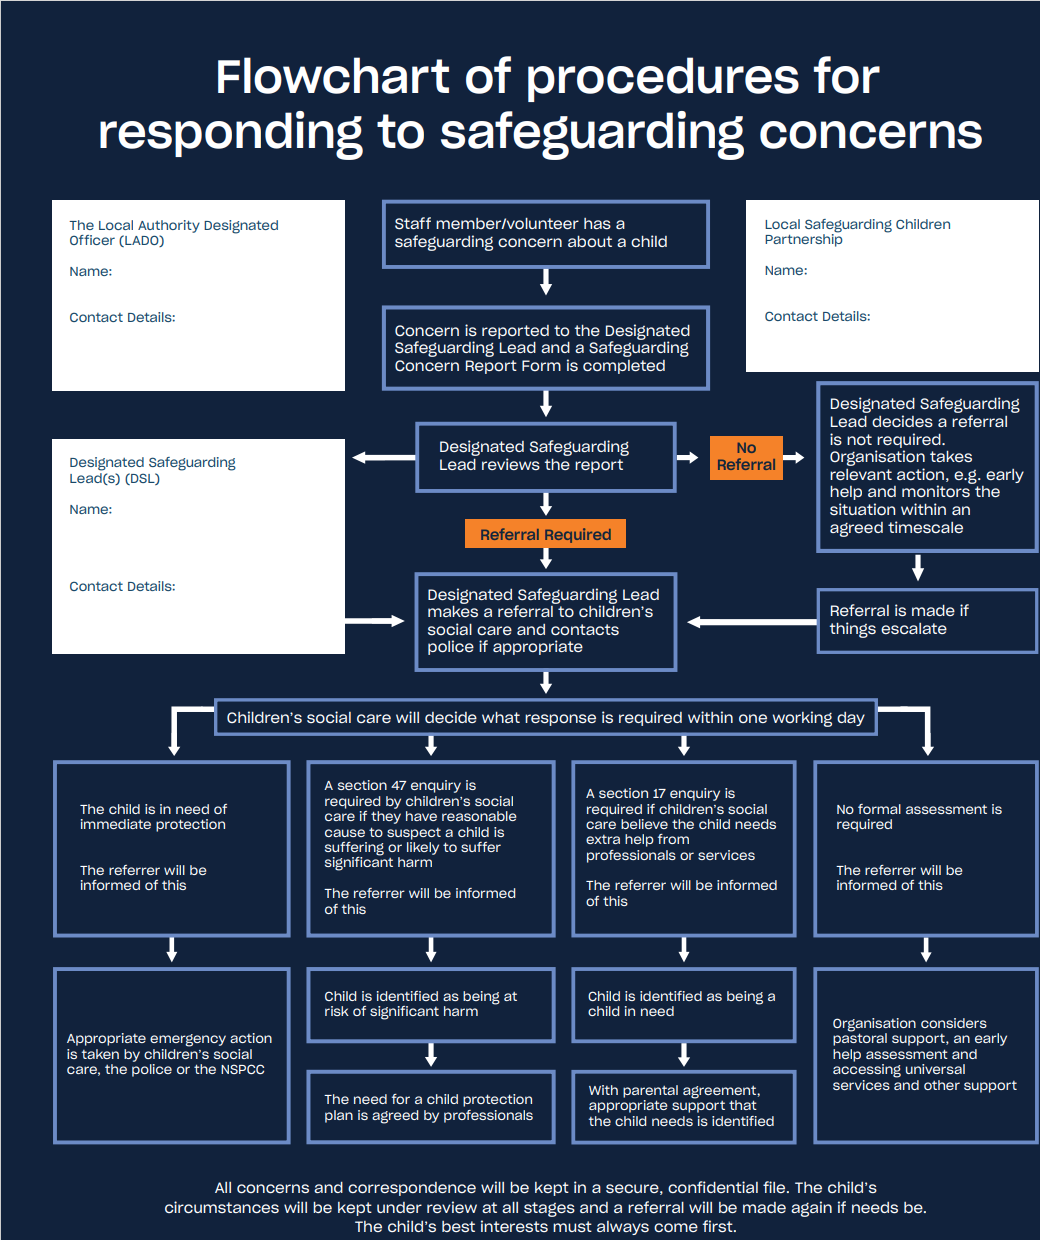 Flowchart of procedures for
responding to safeguarding concerns
The Local Authority Designated
Officer (LADO)
Name:
Contact Details:
Staff member/volunteer has a
safeguarding concern about a child
Local Safeguarding Children
Partnership
Name:
Contact Details:
Concern is reported to the Designated
Safeguarding Lead and a Safeguarding
Concern Report Form is completed
Designated Safeguarding
Lead reviews the report
No
Referral
Designated Safeguarding
Lead decides a referral
is not required.
Organisation takes
relevant action, e.g. early
help and monitors the
situation within an
agreed timescale
Designated Safeguarding
Lead(s) (DSL)
Name:
Contact Details:
Referral Required
Designated Safeguarding Lead
makes a referral to children's
social care and contacts
police if appropriate
Referral is made if
things escalate
Children's social care will decide what response is required within one working day
The child is in need of
immediate protection
The referrer will be
informed of this
A section 47 enquiry is
required by children's social
care if they have reasonable
cause to suspect a child is
suffering or likely to suffer
significant harm
The referrer will be informed
of this
A section 17 enquiry is
required if children's social
care believe the child needs
extra help from
professionals or services
The referrer will be informed
of this
No formal assessment is
required
The referrer will be
informed of this
Appropriate emergency action
is taken by children's social
care, the police or the NSPCC
Child is identified as being at
risk of significant harm
The need for a child protection
plan is agreed by professionals
Child is identified as being a
child in need
With parental agreement,
appropriate support that
the child needs is identified
Organisation considers
pastoral support, an early
help assessment and
accessing universal
services and other support
All concerns and correspondence will be kept in a secure, confidential file. The child's
circumstances will be kept under review at all stages and a referral will be made again if needs be.
The child's best interests must always come first.